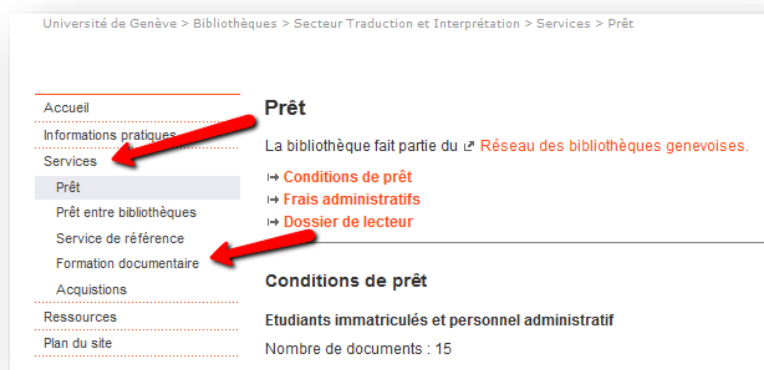 Université de Genève > Bibliothèques > Secteur Traduction et Interprétation > Services > Prêt
Accueil
Informations pratiques
Services
Prêt
Prêt entre bibliothèques
Service de référence
Formation documentaire
Acquistions
Ressources
Plan du site
Prêt
La bibliothèque fait partie du Réseau des bibliothèques genevoises.
Conditions de prêt
Frais administratifs
Dossier de lecteur
Conditions de prêt
Etudiants immatriculés et personnel administratif
Nombre de documents : 15